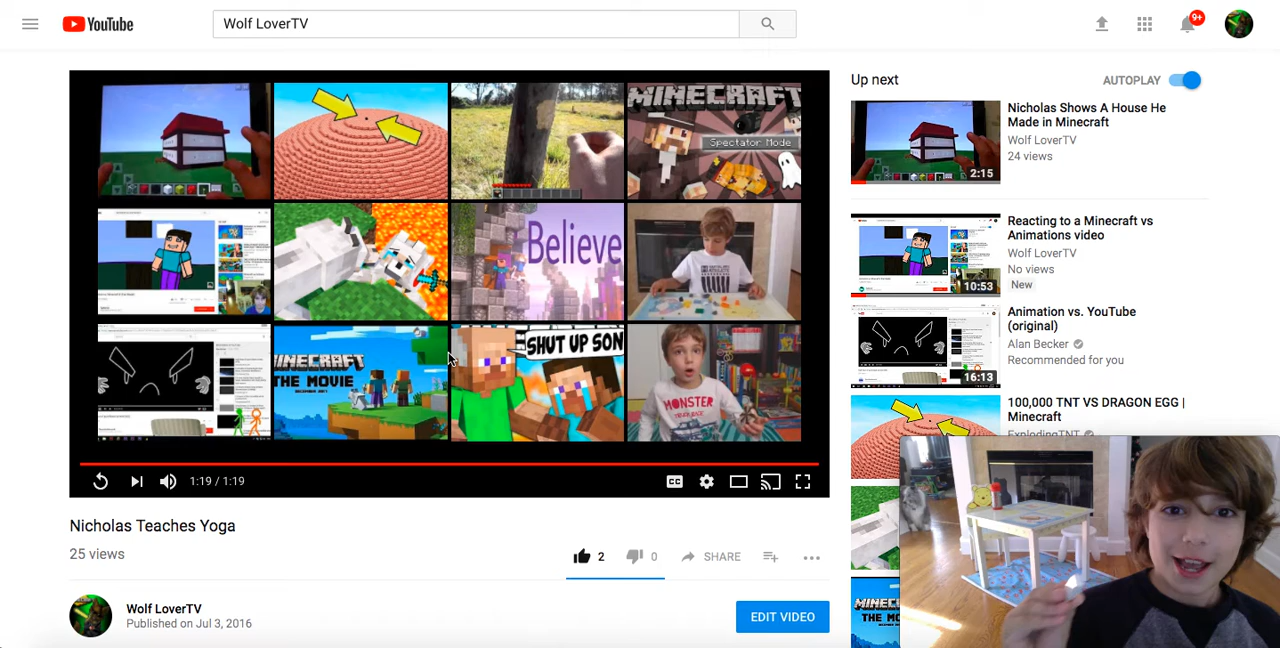 YouTube
Wolf LoverTV
9+
Up next
AUTOPLAY
MINECRAFT
Spectator Mode
Believe
MINECRAFT
THE MOVIE
SHUT UP SON
MONSTER
1:19 / 1:19
CC
Nicholas Teaches Yoga
25 views
2
0
SHARE
Wolf LoverTV
Published on Jul 3, 2016
EDIT VIDEO
2:15
Nicholas Shows A House He
Made in Minecraft
Wolf LoverTV
24 views
10:53
Reacting to a Minecraft vs
Animations video
Wolf LoverTV
No views
New
16:13
Animation vs. YouTube
(original)
Alan Becker
Recommended for you
100,000 TNT VS DRAGON EGG |
Minecraft
ExplodingTNT